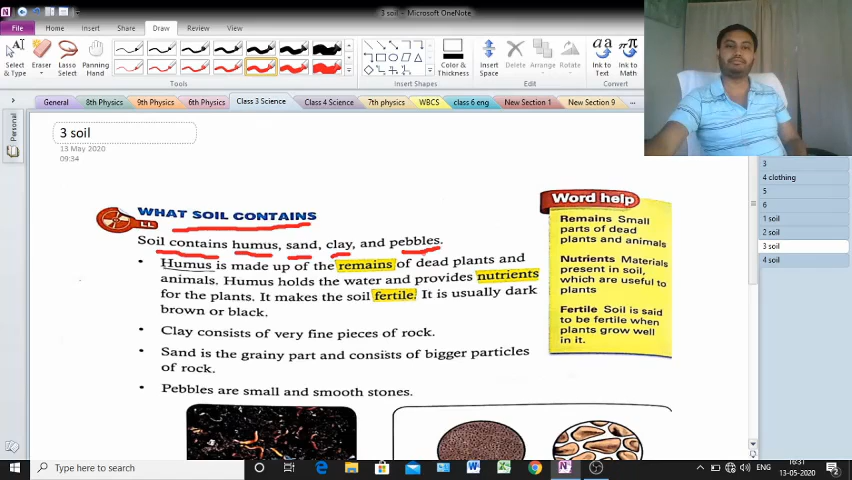 3 soil - Microsoft OneNote
File Home Insert Share Draw Review View
Select & Type
Eraser
Lasso Select
Panning Hand
Color & Thickness
Insert Space
Delete
Arrange
Rotate
Ink to Text
Ink to Math
Tools
Insert Shapes
Edit
Convert
Personal
General 8th Physics 9th Physics 6th Physics Class 3 Science Class 4 Science 7th physics WBCS class 6 eng New Section 1 New Section 9
3 soil
13 May 2020
09:34
WHAT SOIL CONTAINS
Soil contains humus, sand, clay, and pebbles.
• Humus is made up of the remains of dead plants and
animals. Humus holds the water and provides nutrients
for the plants. It makes the soil fertile. It is usually dark
brown or black.
• Clay consists of very fine pieces of rock.
• Sand is the grainy part and consists of bigger particles
of rock.
• Pebbles are small and smooth stones.
Word help
Remains Small
parts of dead
plants and animals
Nutrients Materials
present in soil,
which are useful to
plants
Fertile Soil is said
to be fertile when
plants grow well
in it.
3
4 clothing
5
6
1 soil
2 soil
3 soil
4 soil
Type here to search
ENG
16:31
13-05-2020